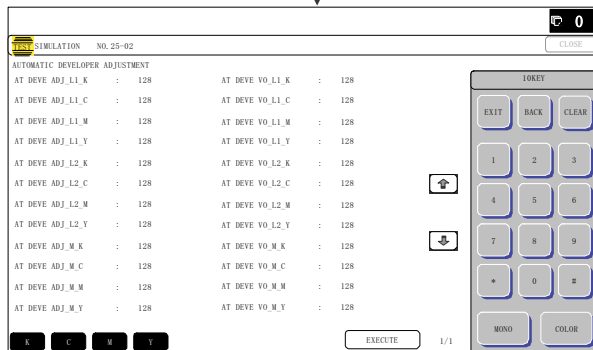 0
TEST SIMULATION NO. 25-02 CLOSE
AUTOMATIC DEVELOPER ADJUSTMENT
AT DEVE ADJ_L1_K : 128 AT DEVE VO_L1_K : 128
AT DEVE ADJ_L1_C : 128 AT DEVE VO_L1_C : 128
AT DEVE ADJ_L1_M : 128 AT DEVE VO_L1_M : 128
AT DEVE ADJ_L1_Y : 128 AT DEVE VO_L1_Y : 128
AT DEVE ADJ_L2_K : 128 AT DEVE VO_L2_K : 128
AT DEVE ADJ_L2_C : 128 AT DEVE VO_L2_C : 128
AT DEVE ADJ_L2_M : 128 AT DEVE VO_L2_M : 128
AT DEVE ADJ_L2_Y : 128 AT DEVE VO_L2_Y : 128
AT DEVE ADJ_M_K : 128 AT DEVE VO_M_K : 128
AT DEVE ADJ_M_C : 128 AT DEVE VO_M_C : 128
AT DEVE ADJ_M_M : 128 AT DEVE VO_M_M : 128
AT DEVE ADJ_M_Y : 128 AT DEVE VO_M_Y : 128
K C M Y EXECUTE 1/1
10KEY
EXIT BACK CLEAR
1 2 3
4 5 6
7 8 9
* 0 #
MONO COLOR